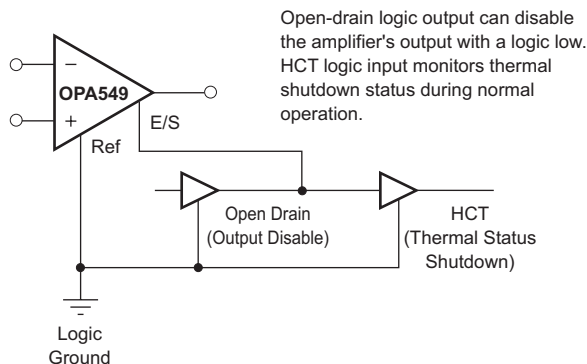 Open-drain logic output can disable
the amplifier's output with a logic low.
HCT logic input monitors thermal
shutdown status during normal
operation.
–
OPA549
+
E/S
Ref
Open Drain
(Output Disable)
HCT
(Thermal Status
Shutdown)
Logic
Ground